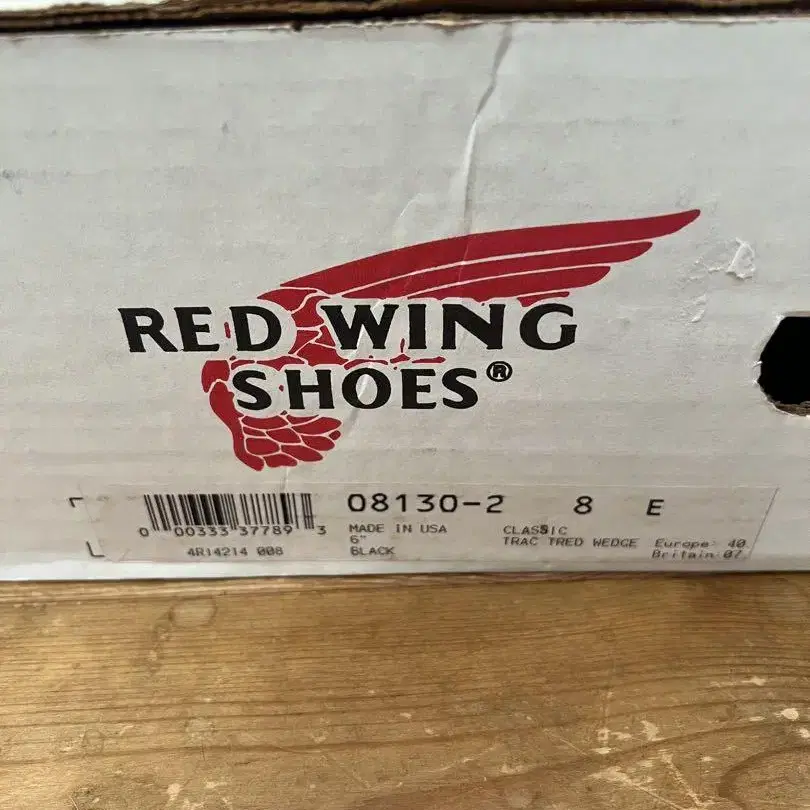 RED WING
SHOES®
08130-2 8 E
0 00333 37789 3
MADE IN USA
CLASSIC
6"
TRAC TRED WEDGE
Europe: 40
4R14214 008
BLACK
Britain:07